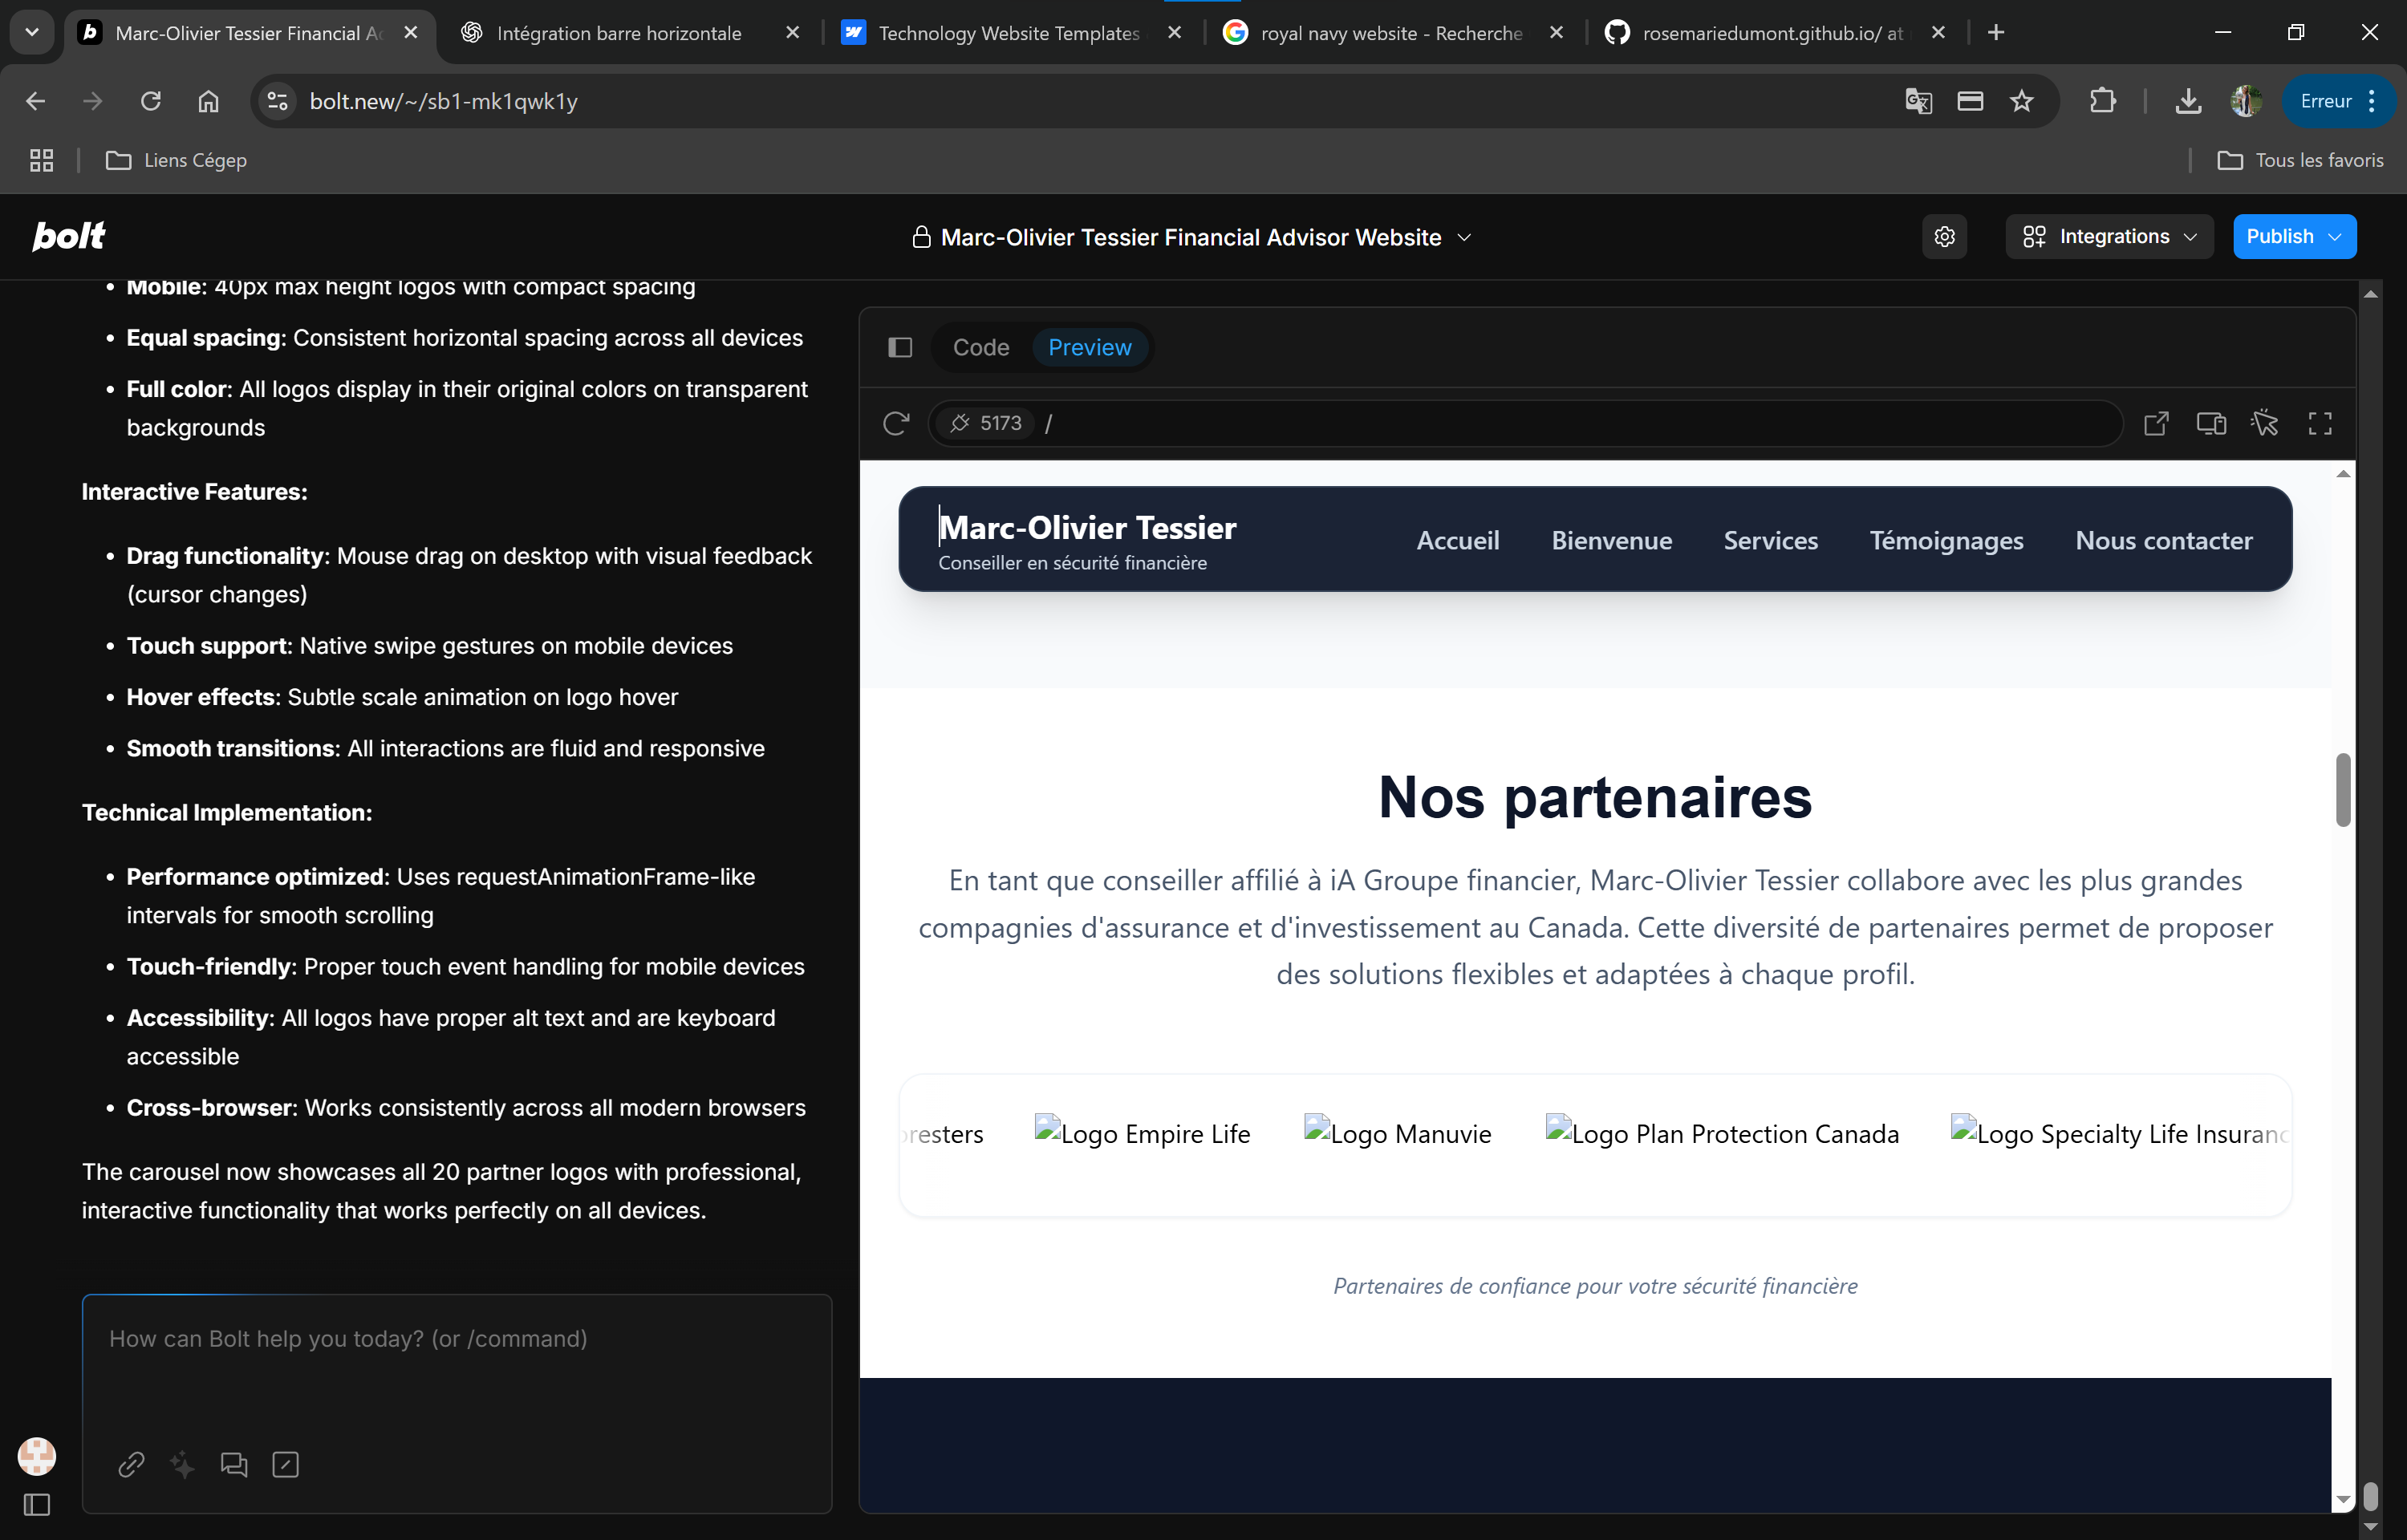 Marc-Olivier Tessier Financial Ad
Intégration barre horizontale
Technology Website Templates
royal navy website - Recherche
rosemariedumont.github.io/ at
bolt.new/~/sb1-mk1qwk1y
Erreur
Liens Cégep
Tous les favoris
bolt
Marc-Olivier Tessier Financial Advisor Website
Integrations
Publish
• Mobile: 40px max height logos with compact spacing
• Equal spacing: Consistent horizontal spacing across all devices
• Full color: All logos display in their original colors on transparent
backgrounds
Interactive Features:
• Drag functionality: Mouse drag on desktop with visual feedback
(cursor changes)
• Touch support: Native swipe gestures on mobile devices
• Hover effects: Subtle scale animation on logo hover
• Smooth transitions: All interactions are fluid and responsive
Technical Implementation:
• Performance optimized: Uses requestAnimationFrame-like
intervals for smooth scrolling
• Touch-friendly: Proper touch event handling for mobile devices
• Accessibility: All logos have proper alt text and are keyboard
accessible
• Cross-browser: Works consistently across all modern browsers
The carousel now showcases all 20 partner logos with professional,
interactive functionality that works perfectly on all devices.
How can Bolt help you today? (or /command)
Code
Preview
5173 /
Marc-Olivier Tessier
Conseiller en sécurité financière
Accueil
Bienvenue
Services
Témoignages
Nous contacter
Nos partenaires
En tant que conseiller affilié à iA Groupe financier, Marc-Olivier Tessier collabore avec les plus grandes
compagnies d'assurance et d'investissement au Canada. Cette diversité de partenaires permet de proposer
des solutions flexibles et adaptées à chaque profil.
oresters
Logo Empire Life
Logo Manuvie
Logo Plan Protection Canada
Logo Specialty Life Insuranc
Partenaires de confiance pour votre sécurité financière